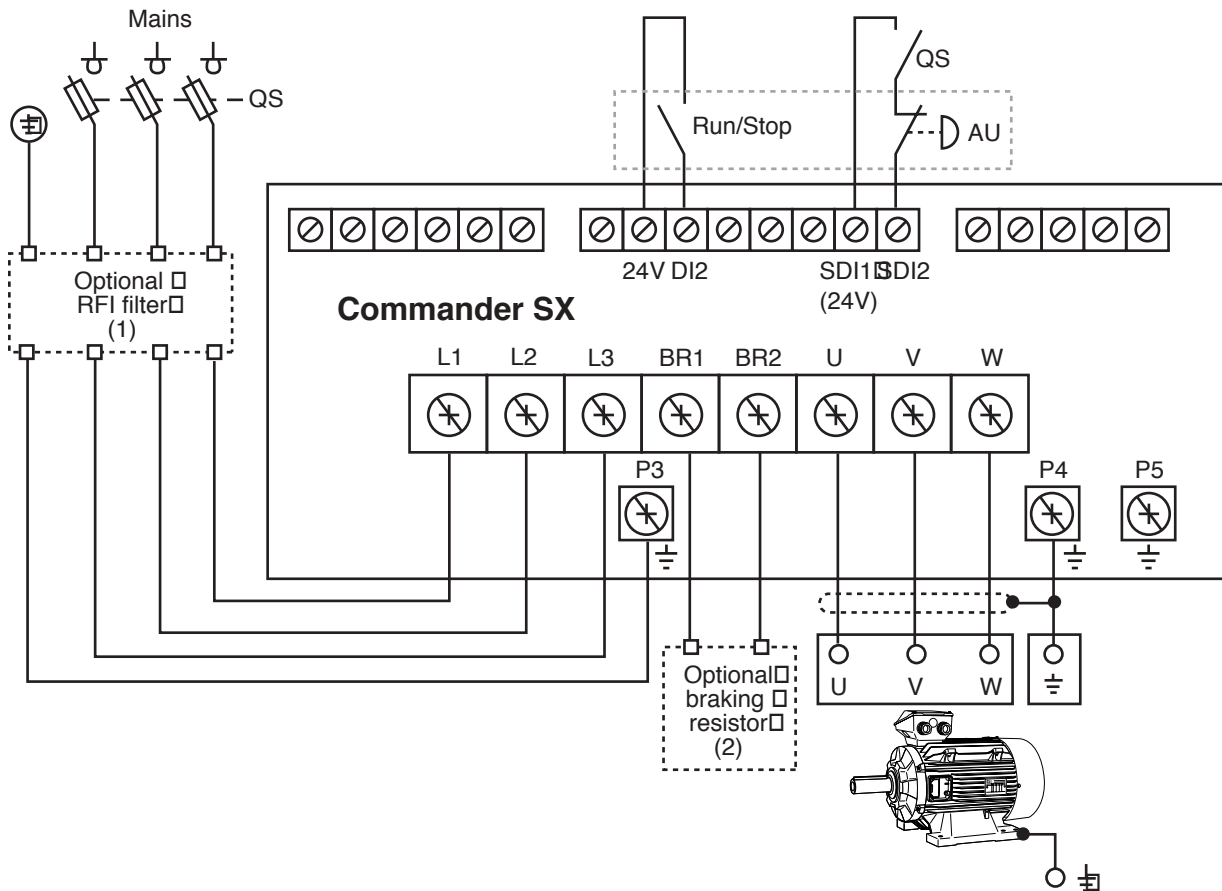 Mains
QS
QS
Run/Stop
AU
24V DI2
SDI1
SDI2
(24V)
Optional
RFI filter
(1)
Commander SX
L1 L2 L3 BR1 BR2 U V W
P3
P4
P5
Optional
braking
resistor
(2)
U V W